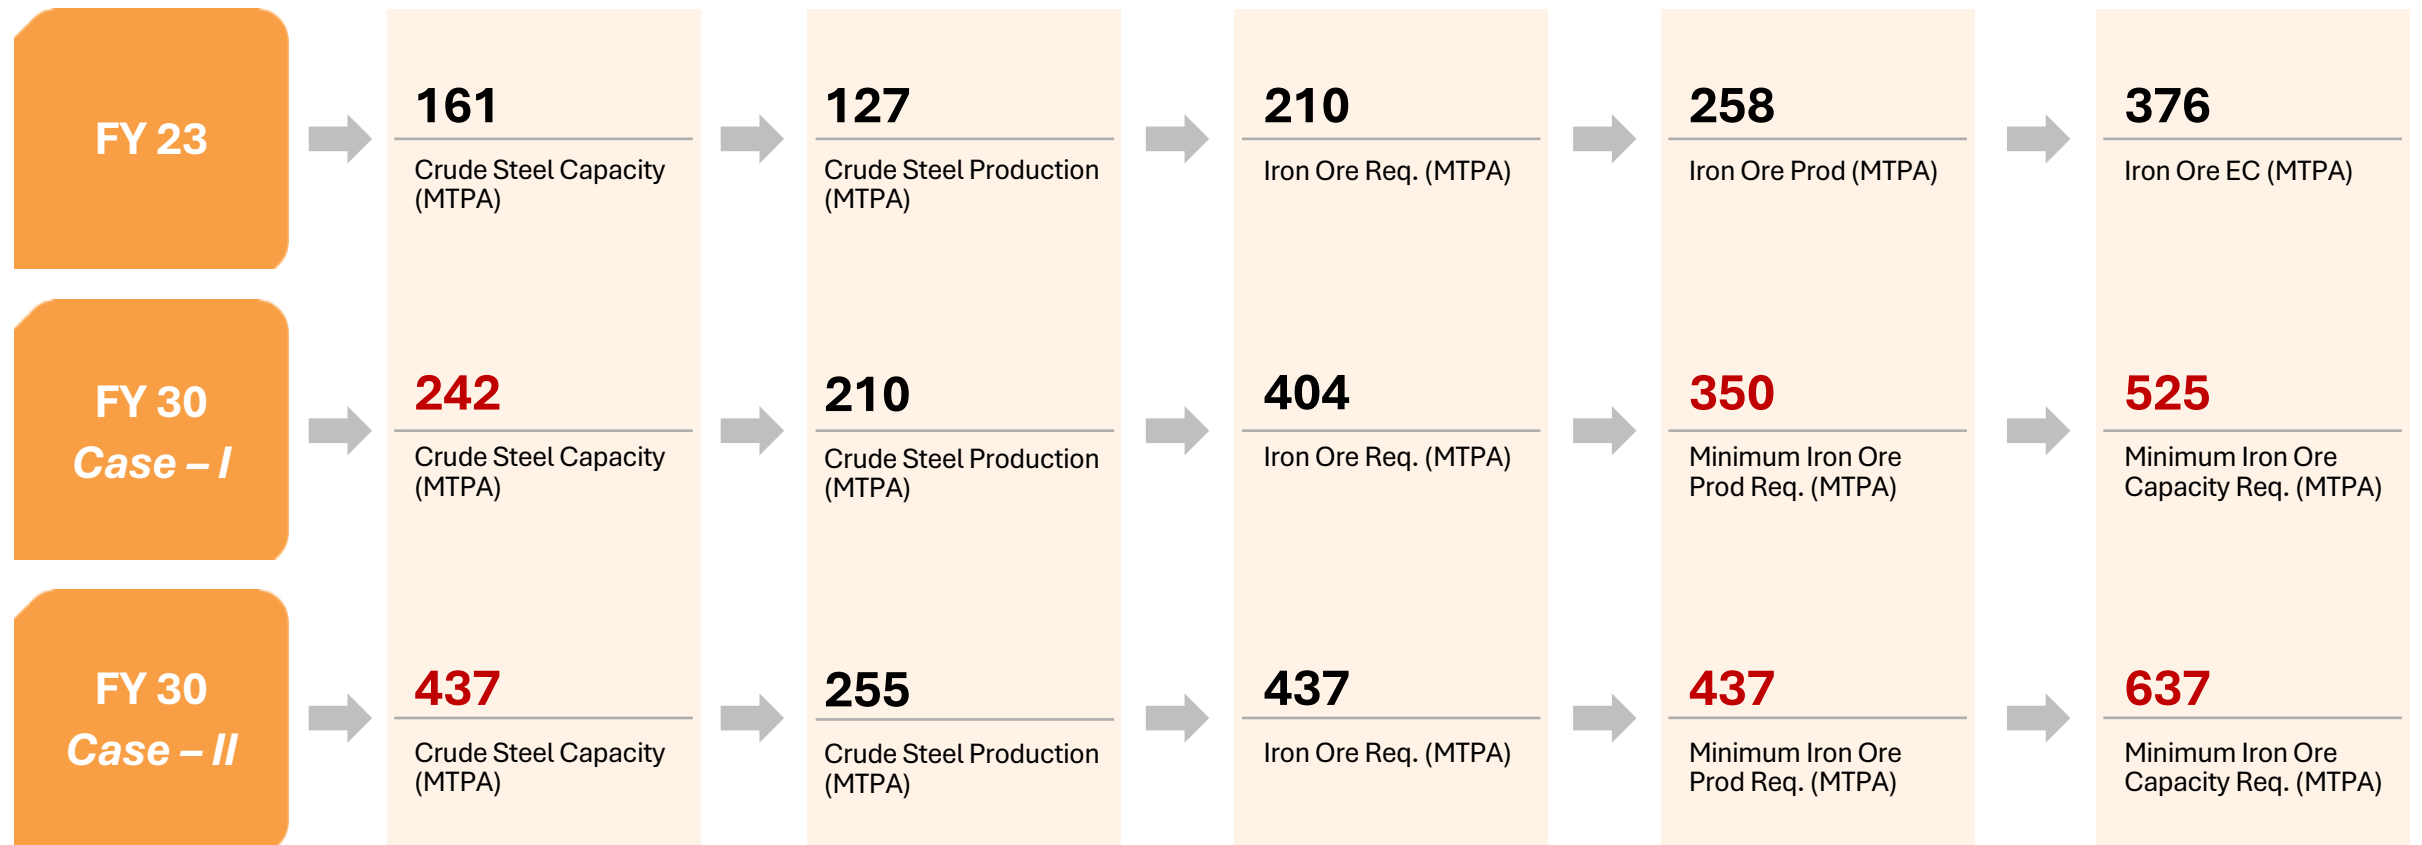 FY 23
161
Crude Steel Capacity
(MTPA)
127
Crude Steel Production
(MTPA)
210
Iron Ore Req. (MTPA)
258
Iron Ore Prod (MTPA)
376
Iron Ore EC (MTPA)
FY 30
Case – I
242
Crude Steel Capacity
(MTPA)
210
Crude Steel Production
(MTPA)
404
Iron Ore Req. (MTPA)
350
Minimum Iron Ore
Prod Req. (MTPA)
525
Minimum Iron Ore
Capacity Req. (MTPA)
FY 30
Case – II
437
Crude Steel Capacity
(MTPA)
255
Crude Steel Production
(MTPA)
437
Iron Ore Req. (MTPA)
437
Minimum Iron Ore
Prod Req. (MTPA)
637
Minimum Iron Ore
Capacity Req. (MTPA)